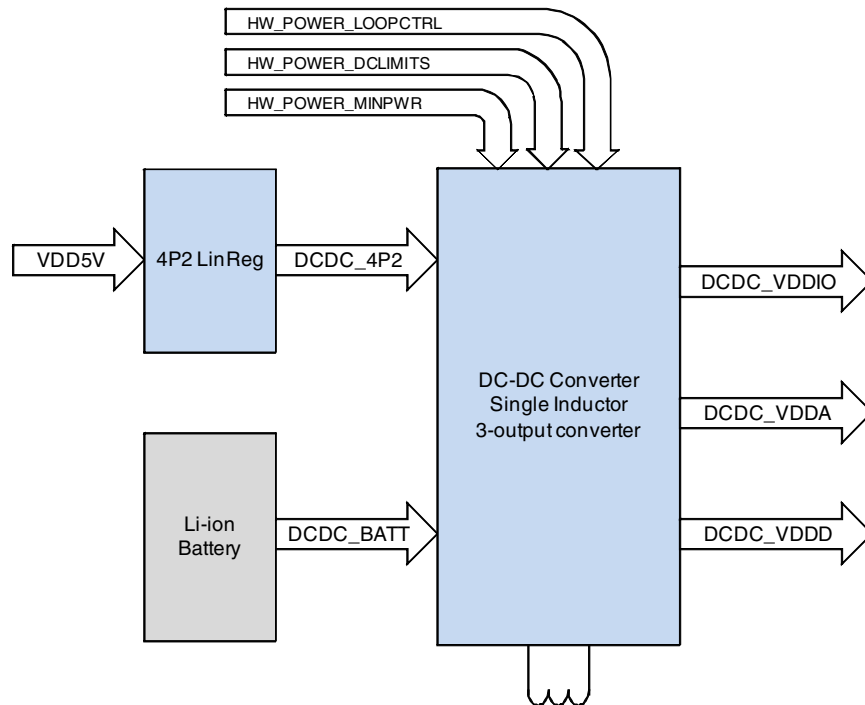 HW_POWER_LOOPCTRL
HW_POWER_DCLIMITS
HW_POWER_MINPWR
VDD5V
4P2 LinReg
DCDC_4P2
DCDC_VDDIO
DC-DC Converter
Single Inductor
3-output converter
DCDC_VDDA
Li-ion
Battery
DCDC_BATT
DCDC_VDDD